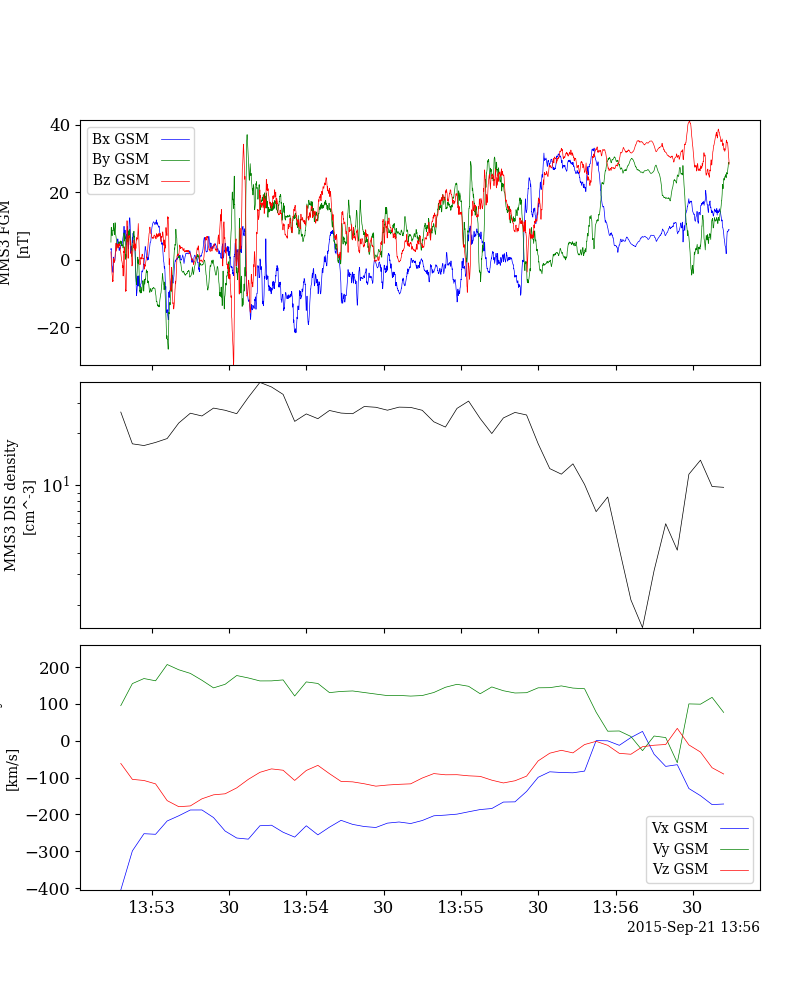 40
20
0
−20
MMS3 FGM
[nT]
Bx GSM
By GSM
Bz GSM
10^1
MMS3 DIS density
[cm^-3]
200
100
0
−100
−200
−300
−400
[km/s]
Vx GSM
Vy GSM
Vz GSM
13:53
30
13:54
30
13:55
30
13:56
30
2015-Sep-21 13:56